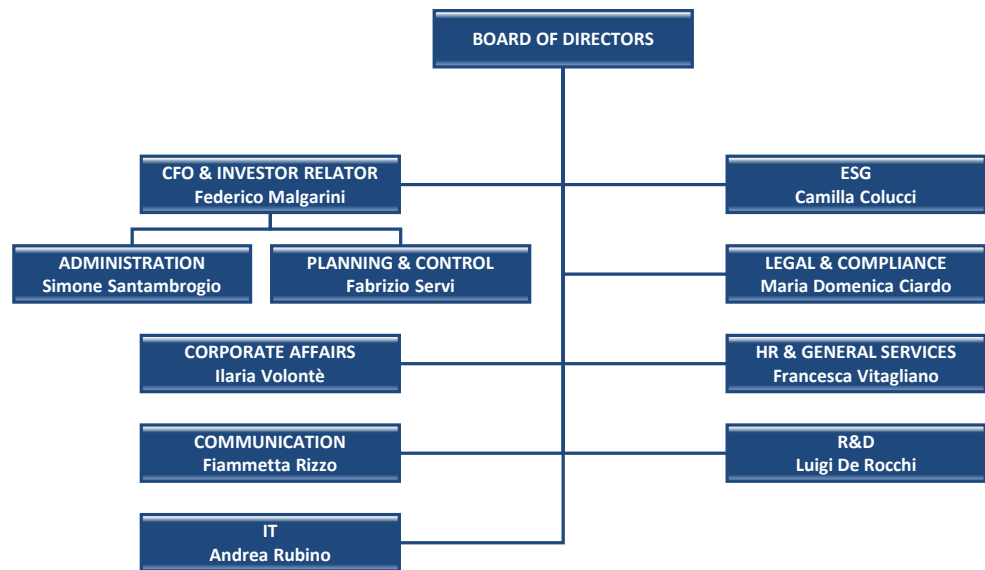 BOARD OF DIRECTORS
CFO & INVESTOR RELATOR
Federico Malgarini
ESG
Camilla Colucci
ADMINISTRATION
Simone Santambrogio
PLANNING & CONTROL
Fabrizio Servi
LEGAL & COMPLIANCE
Maria Domenica Ciardo
CORPORATE AFFAIRS
Ilaria Volontè
HR & GENERAL SERVICES
Francesca Vitagliano
COMMUNICATION
Fiammetta Rizzo
R&D
Luigi De Rocchi
IT
Andrea Rubino